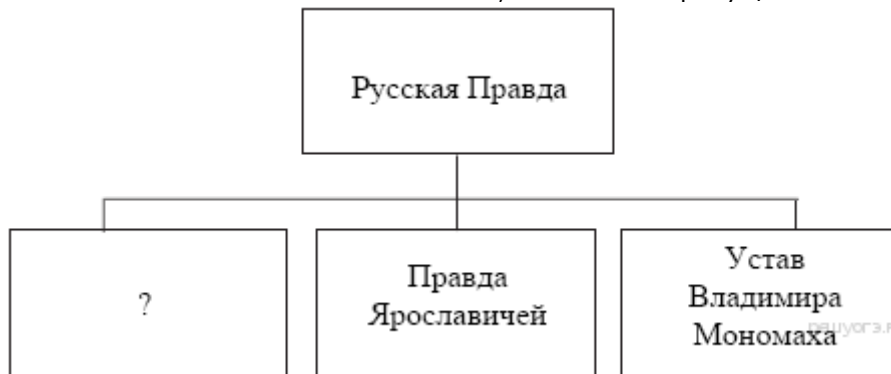 Русская Правда
?
Правда
Ярославичей
Устав
Владимира
Мономаха